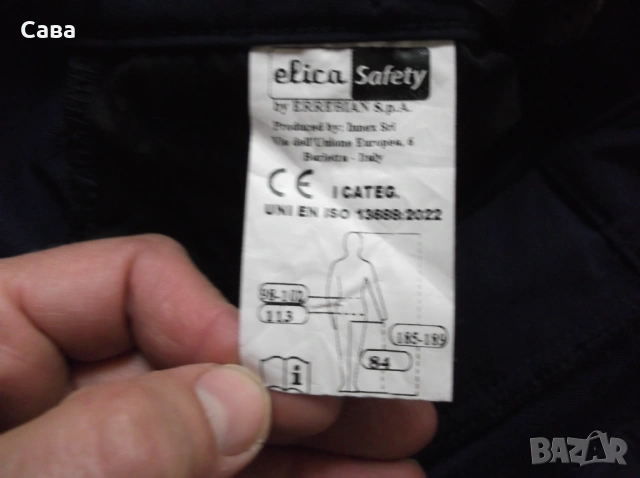 Сава
elica Safety
by ERREBIAN S.p.A.
Produced by: Innex Srl
Via dell'Unione Europea, 6
Barletta - Italy
CE I CATEG.
UNI EN ISO 13688:2022
98-102
113
185-189
84
i
BAZAR